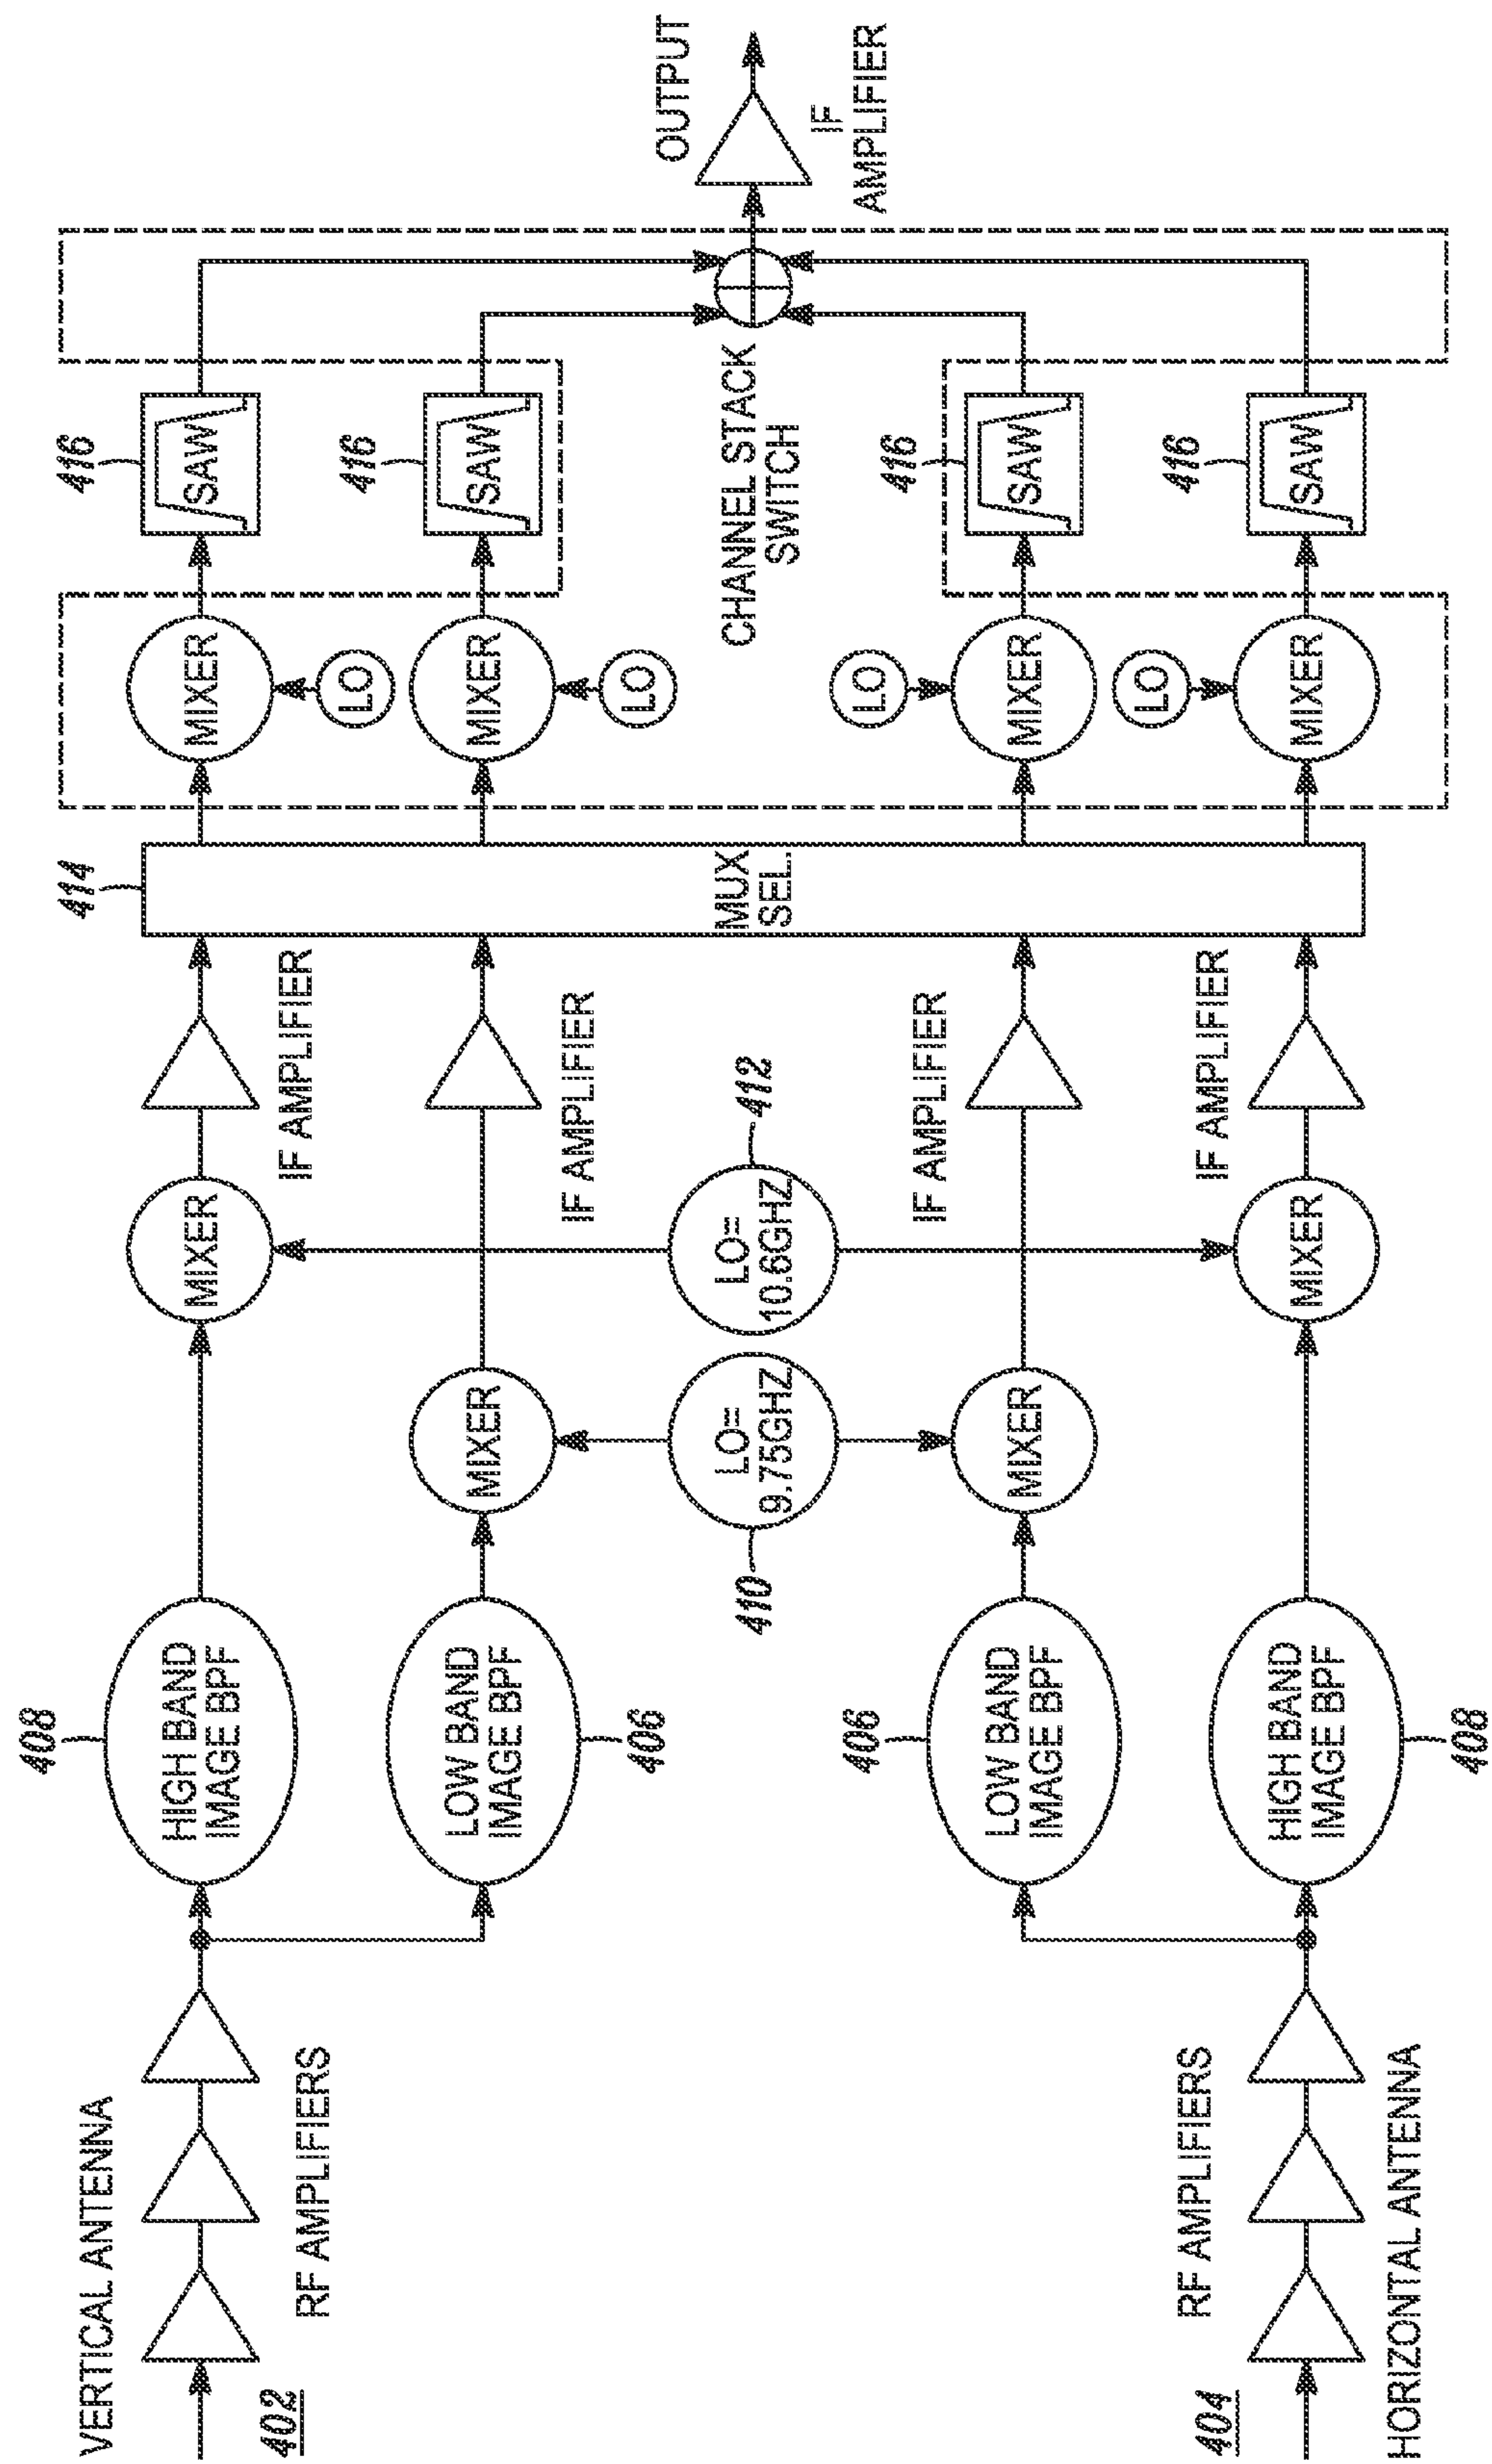 VERTICAL ANTENNA
402
RF AMPLIFIERS
408
HIGH BAND
IMAGE BPF
LOW BAND
IMAGE BPF
406
MIXER
MIXER
IF AMPLIFIER
IF AMPLIFIER
410
LO=
9.75GHZ
LO=
10.6GHZ
412
414
MUX
SEL.
MIXER
LO
MIXER
LO
416
SAW
416
SAW
CHANNEL STACK
SWITCH
OUTPUT
IF
AMPLIFIER
404
RF AMPLIFIERS
HORIZONTAL ANTENNA
406
LOW BAND
IMAGE BPF
HIGH BAND
IMAGE BPF
408
MIXER
MIXER
IF AMPLIFIER
IF AMPLIFIER
LO
MIXER
LO
MIXER
416
SAW
416
SAW